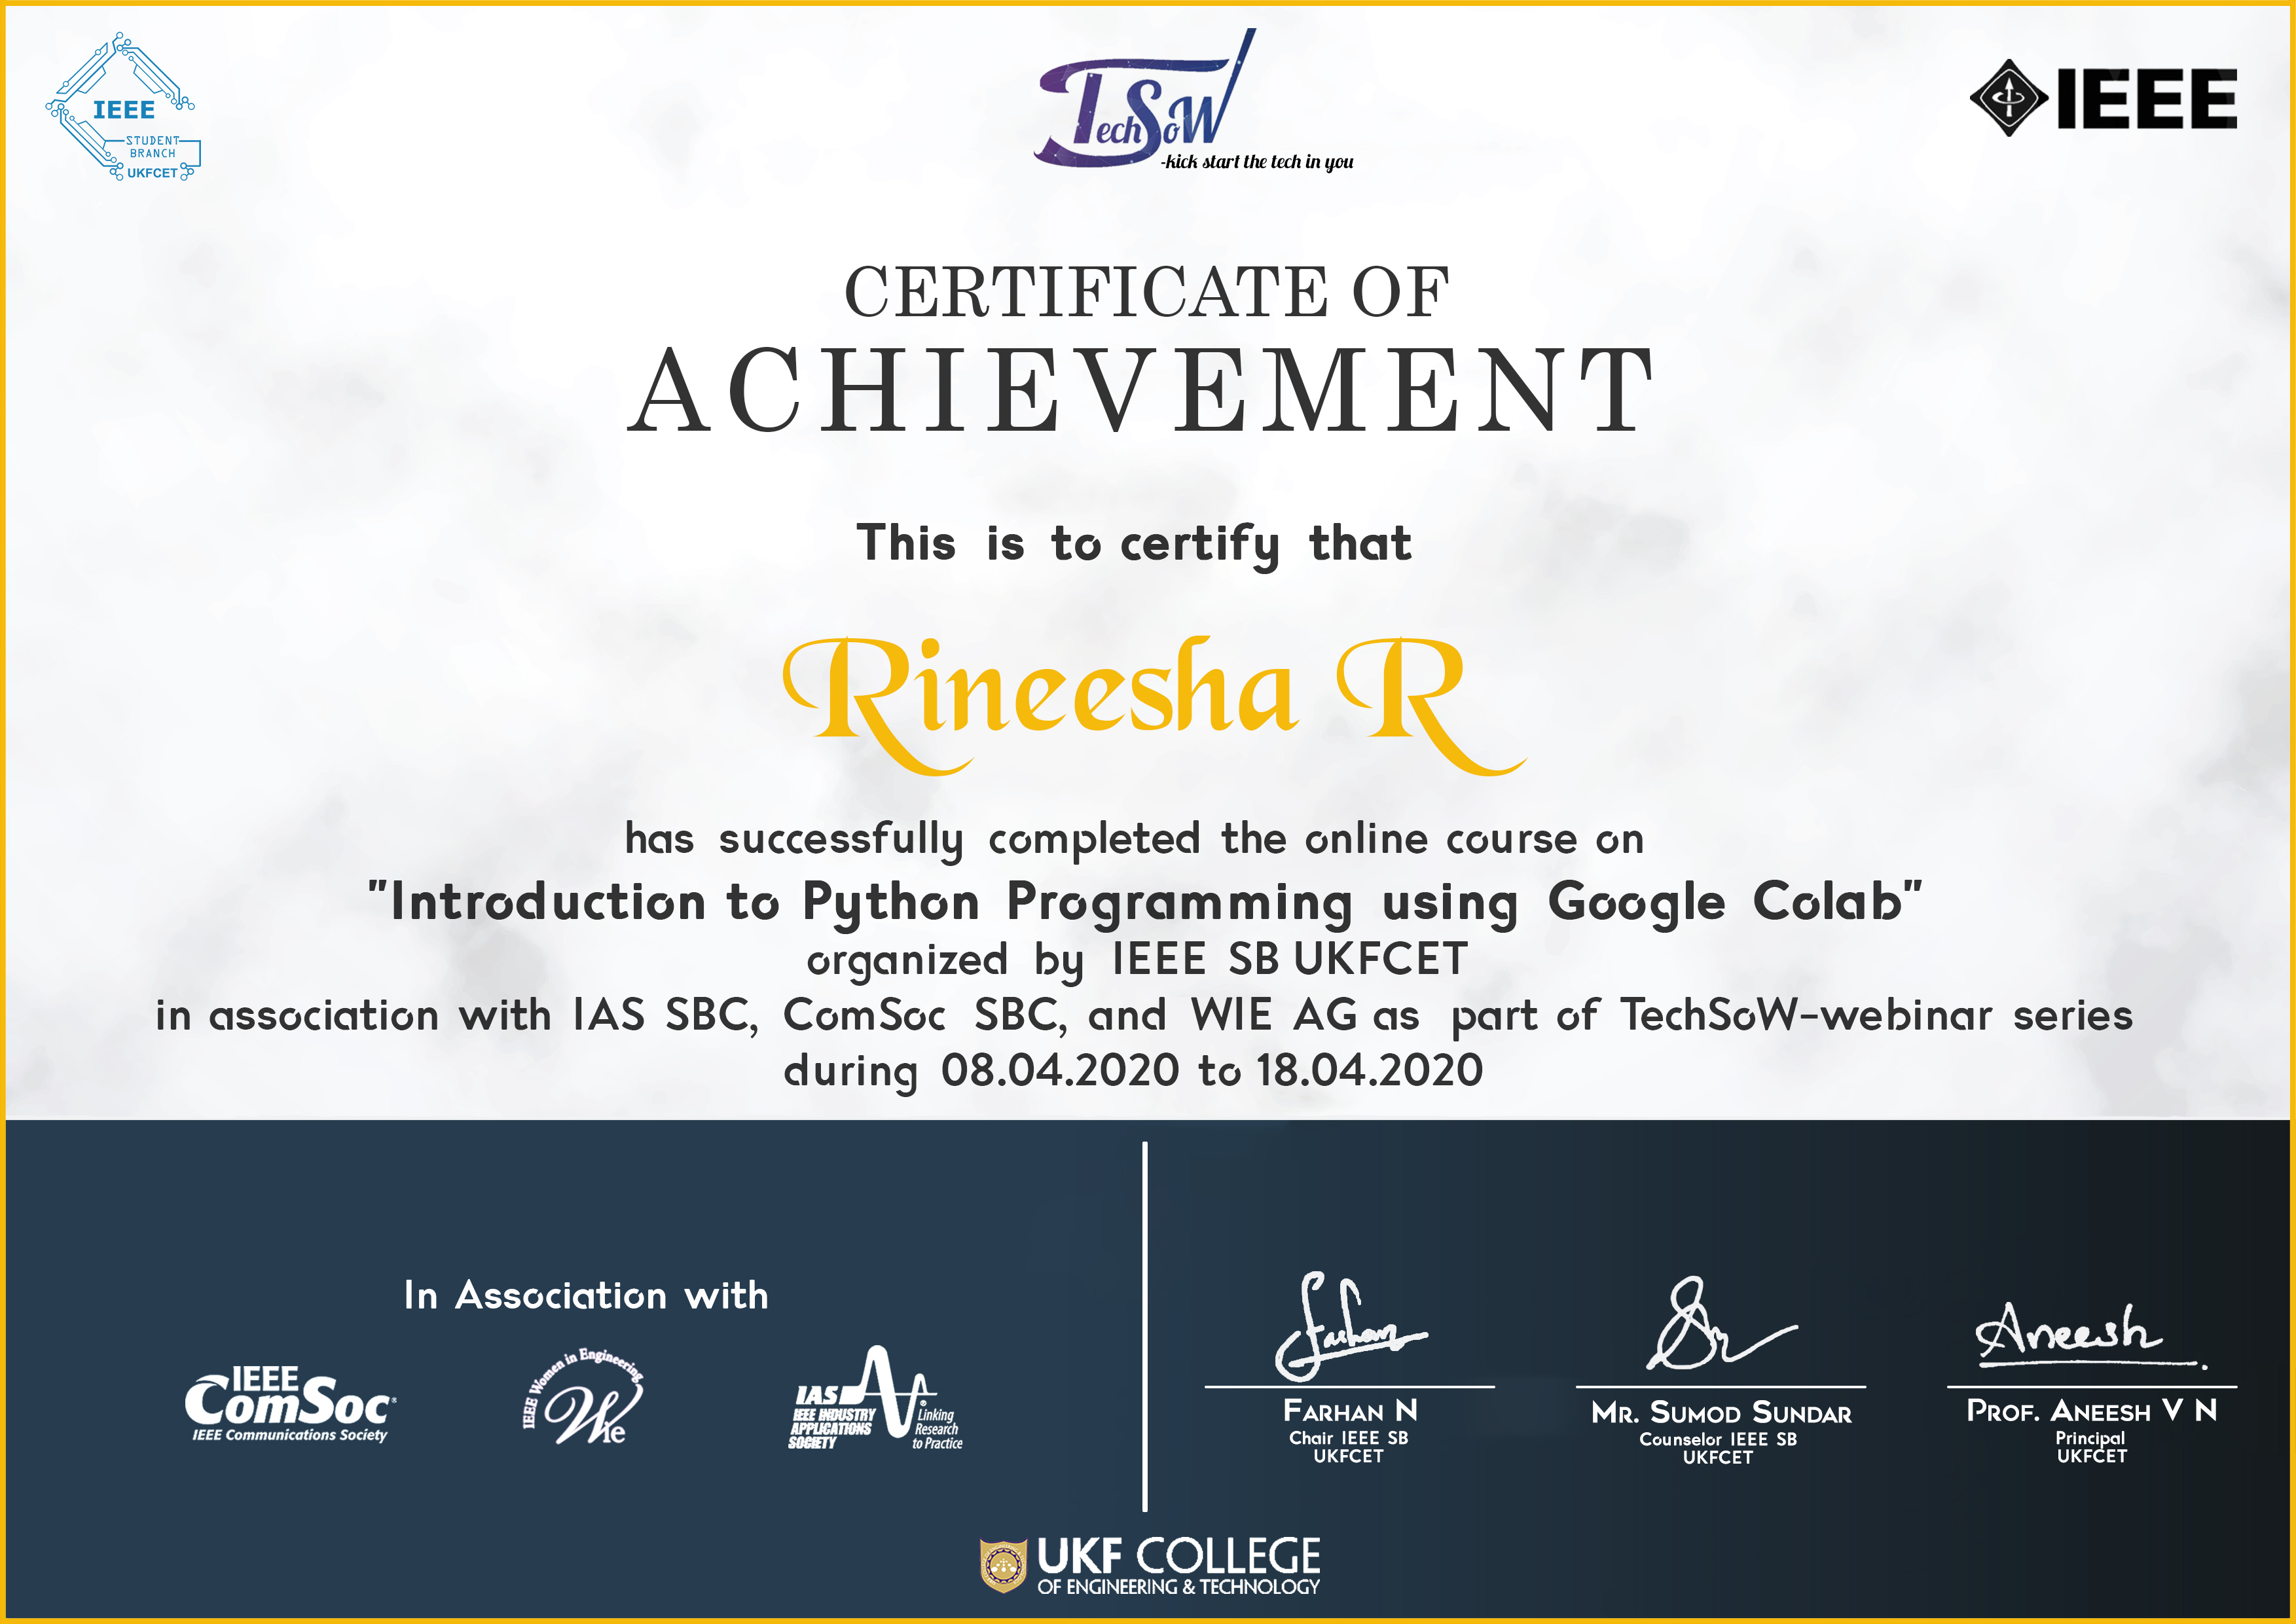 IEEE
STUDENT
BRANCH
UKFCET
TechSoW
-kick start the tech in you
IEEE
CERTIFICATE OF
ACHIEVEMENT
This is to certify that
Rineesha R
has successfully completed the online course on
"Introduction to Python Programming using Google Colab"
organized by IEEE SB UKFCET
in association with IAS SBC, ComSoc SBC, and WIE AG as part of TechSoW-webinar series
during 08.04.2020 to 18.04.2020
In Association with
IEEE
ComSoc®
IEEE Communications Society
IEEE Women in Engineering
Wie
IAS
IEEE INDUSTRY
APPLICATIONS
SOCIETY
®
Linking
Research
to Practice
Farhan
FARHAN N
Chair IEEE SB
UKFCET
MR. SUMOD SUNDAR
Counselor IEEE SB
UKFCET
Aneesh
PROF. ANEESH V N
Principal
UKFCET
UKF COLLEGE
OF ENGINEERING & TECHNOLOGY